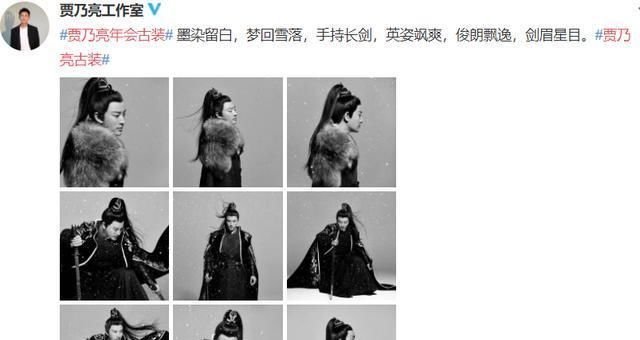 贾乃亮工作室
#贾乃亮年会古装# 墨染留白，梦回雪落，手持长剑，英姿飒爽，俊朗飘逸，剑眉星目。#贾
乃亮古装#